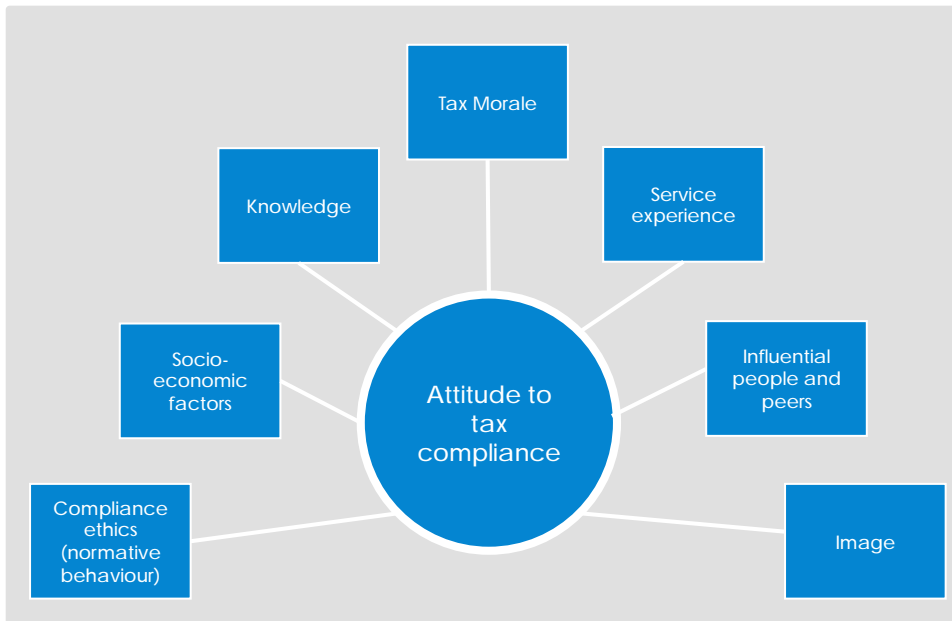 Tax Morale
Knowledge
Service
experience
Socio-
economic
factors
Influential
people and
peers
Attitude to
tax
compliance
Compliance
ethics
(normative
behaviour)
Image